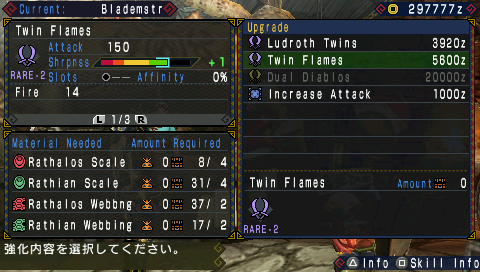 Current: Blademstr
297777z
Twin Flames
Attack 150
Shrpnss +1
RARE-2 Slots ○-- Affinity 0%
Fire 14
L 1/3 R
Material Needed Amount Required
Rathalos Scale 0 8/ 4
Rathian Scale 0 31/ 4
Rathalos Webbng 0 37/ 2
Rathian Webbing 0 17/ 2
Upgrade
Ludroth Twins 3920z
Twin Flames 5600z
Dual Diablos 20000z
Increase Attack 1000z
Twin Flames Amount 0
RARE-2
強化内容を選択してください。
△ Info □ Skill Info